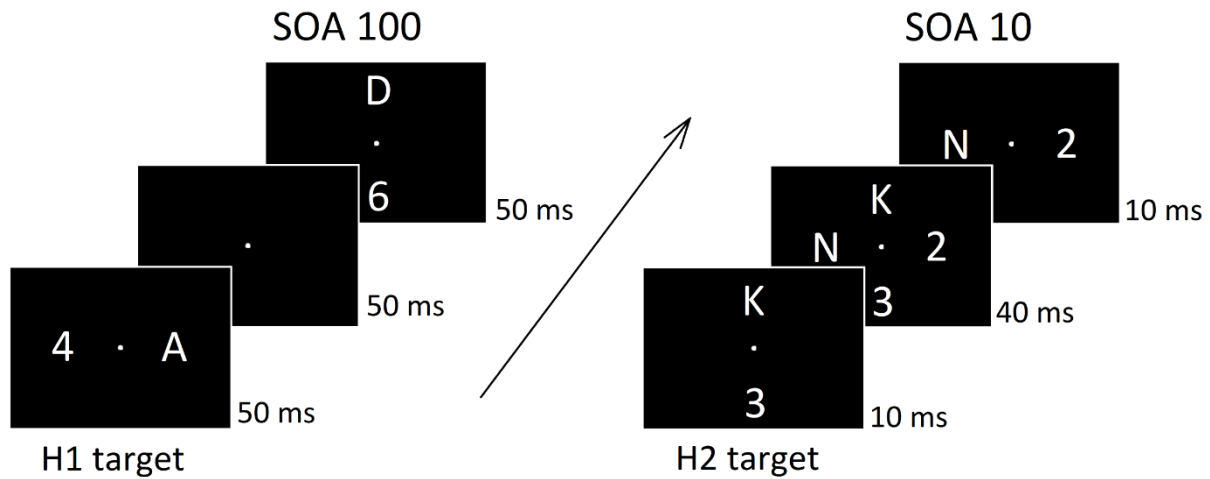 SOA 100
SOA 10
D
6
50 ms
50 ms
4 · A
50 ms
H1 target
N · 2
10 ms
K
N · 2
3
40 ms
K
3
10 ms
H2 target